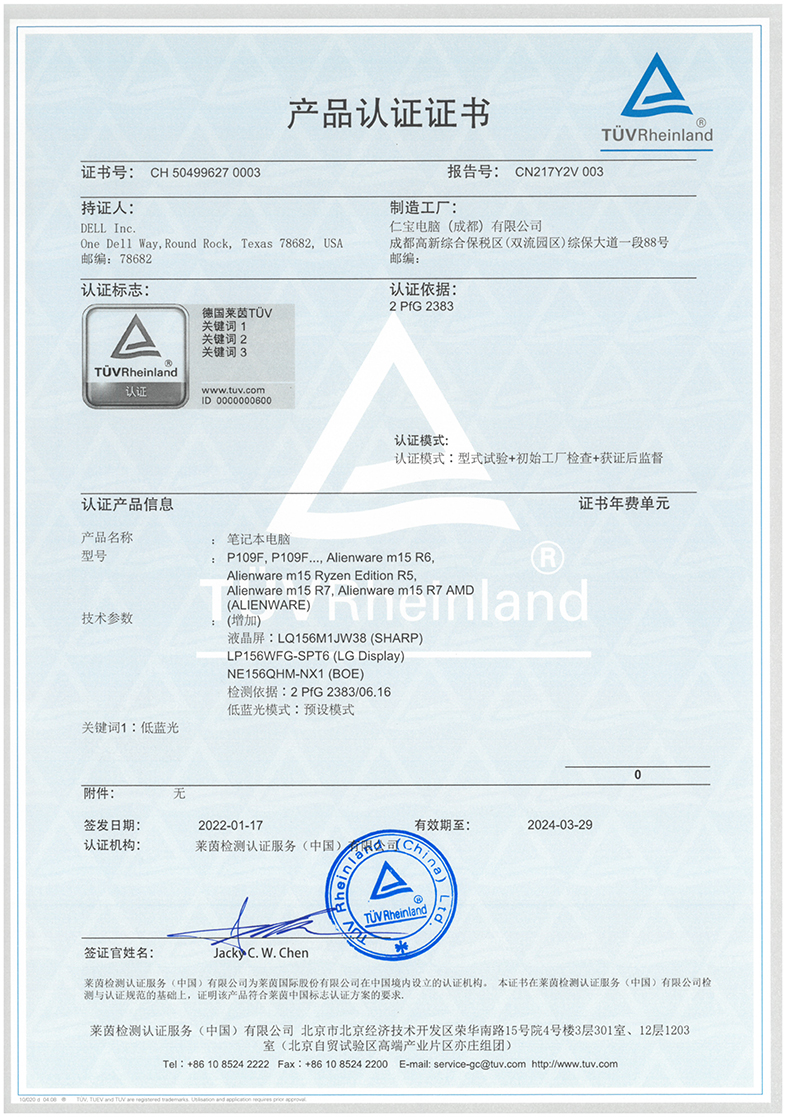 产品认证证书
TÜVRheinland®
证书号： CH 50499627 0003 报告号： CN217Y2V 003
持证人： 制造工厂：
DELL Inc. 仁宝电脑（成都）有限公司
One Dell Way,Round Rock, Texas 78682, USA 成都高新综合保税区(双流园区)综保大道一段88号
邮编：78682 邮编：
认证标志： 认证依据：
2 PfG 2383
德国莱茵TÜV
关键词 1
关键词 2
关键词 3
TÜVRheinland®
认证
www.tuv.com
ID 0000000600
认证模式:
认证模式：型式试验+初始工厂检查+获证后监督
认证产品信息 证书年费单元
产品名称 ： 笔记本电脑
型号 ： P109F, P109F..., Alienware m15 R6,
Alienware m15 Ryzen Edition R5,
Alienware m15 R7, Alienware m15 R7 AMD
(ALIENWARE)
技术参数 ： (增加)
液晶屏：LQ156M1JW38 (SHARP)
LP156WFG-SPT6 (LG Display)
NE156QHM-NX1 (BOE)
检测依据：2 PfG 2383/06.16
低蓝光模式：预设模式
关键词1：低蓝光
TÜVRheinland®
0
附件： 无
签发日期： 2022-01-17 有效期至： 2024-03-29
认证机构： 莱茵检测认证服务（中国）有限公司
TÜV Rheinland (China) Ltd.
TÜVRheinland®
签证官姓名： Jacky C. W. Chen
莱茵检测认证服务（中国）有限公司为莱茵国际股份有限公司在中国境内设立的认证机构。 本证书在莱茵检测认证服务（中国）有限公司检
测与认证规范的基础上，证明该产品符合莱茵中国标志认证方案的要求.
莱茵检测认证服务（中国）有限公司 北京市北京经济技术开发区荣华南路15号院4号楼3层301室、12层1203
室（北京自贸试验区高端产业片区亦庄组团）
Tel：+86 10 8524 2222 Fax：+86 10 8524 2200 E-mail: service-gc@tuv.com http://www.tuv.com
10/020 d 04.08 ® TÜV, TUEV and TUV are registered trademarks. Utilisation and application requires prior approval.